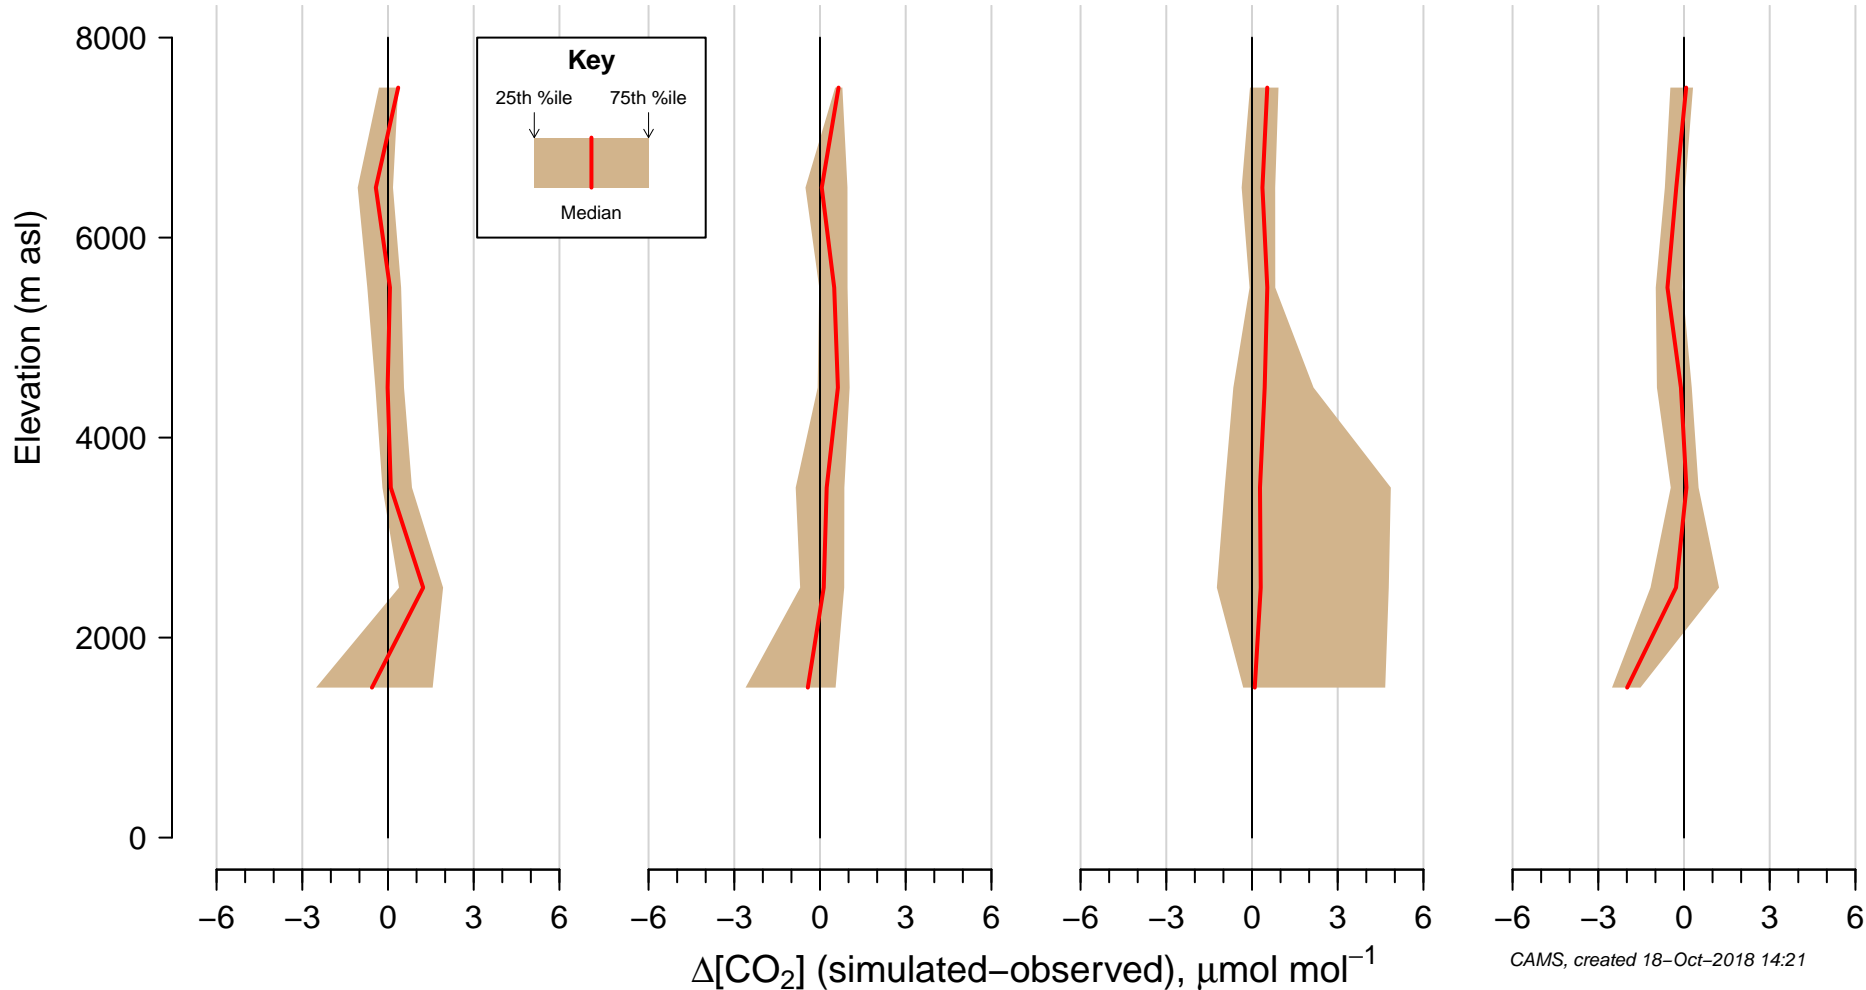 8000
6000
4000
2000
0
Elevation (m asl)
Key
25th %ile 75th %ile
Median
−6 −3 0 3 6 −6 −3 0 3 6 −6 −3 0 3 6 −6 −3 0 3 6
Δ[CO₂] (simulated−observed), μmol mol⁻¹
CAMS, created 18−Oct−2018 14:21